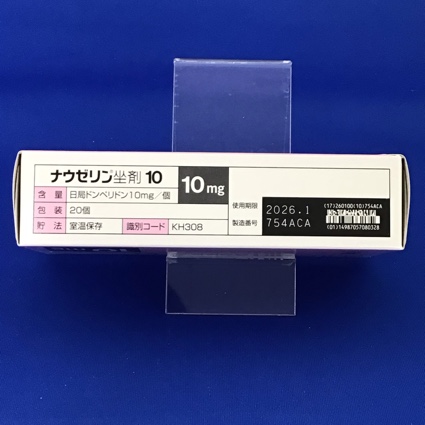 ナウゼリン®坐剤 10
10mg
含 量 日局ドンペリドン10mg/個
包 装 20個
貯 法 室温保存 識別コード KH308
使用期限 2026.1
製造番号 754ACA
(17)260100(10)754ACA
(01)14987057080328